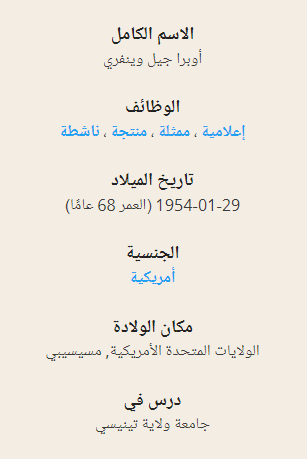 الاسم الكامل
أوبرا جيل وينفري
الوظائف
إعلامية ، ممثلة ، منتجة ، ناشطة
تاريخ الميلاد
29-01-1954 (العمر 68 عامًا)
الجنسية
أمريكية
مكان الولادة
الولايات المتحدة الأمريكية, مسيسيبي
درس في
جامعة ولاية تينيسي